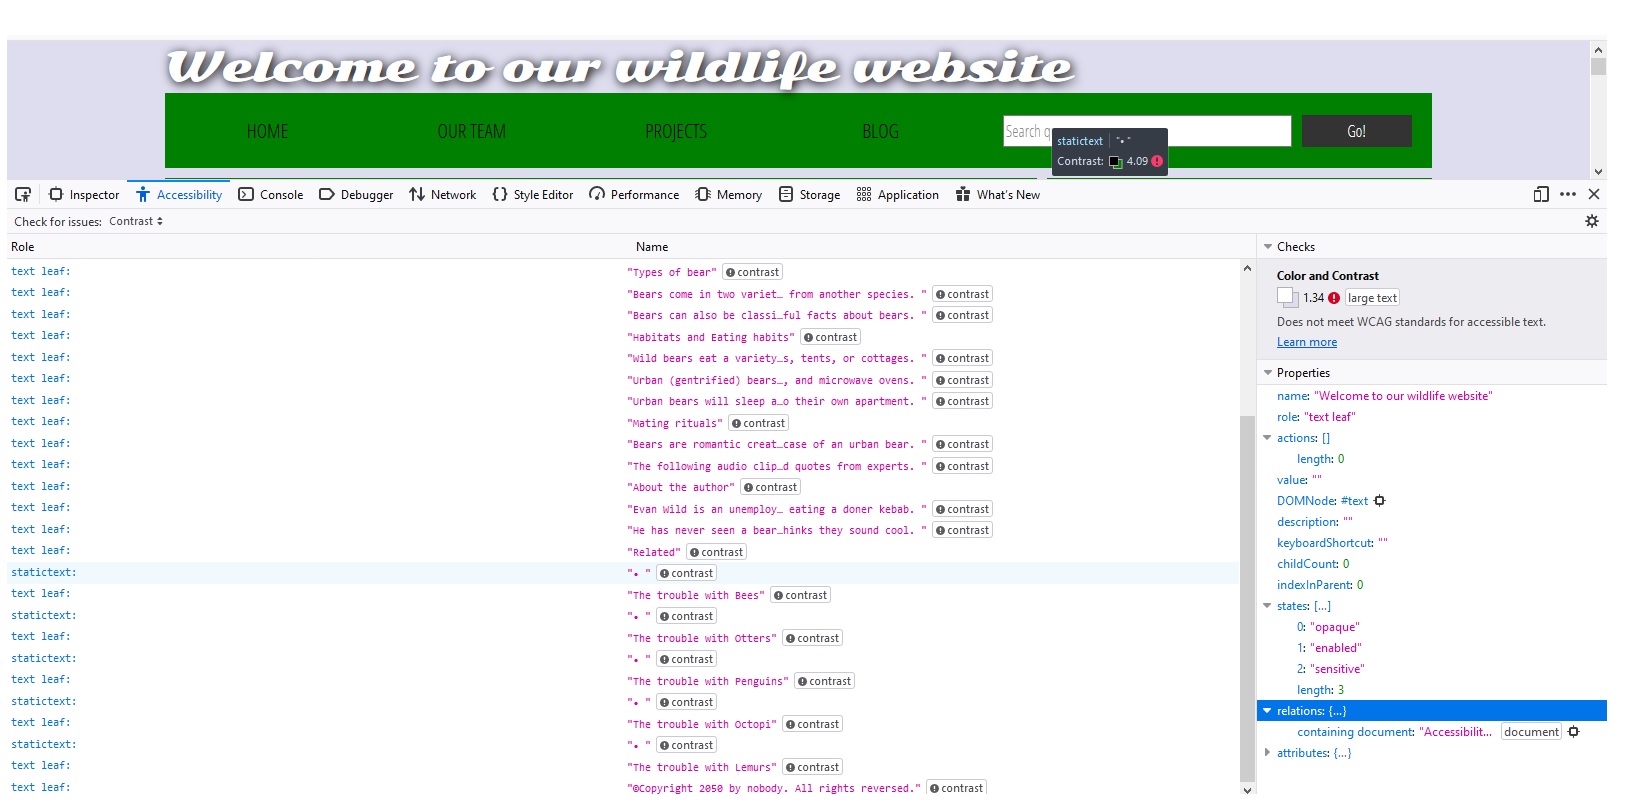 Welcome to our wildlife website
HOME OUR TEAM PROJECTS BLOG Search q Go!
statictext "• "
Contrast: 4.09
Inspector Accessibility Console Debugger Network Style Editor Performance Memory Storage Application What's New
Check for issues: Contrast
Role Name
text leaf: "Types of bear" contrast
text leaf: "Bears come in two variet… from another species. " contrast
text leaf: "Bears can also be classi…ful facts about bears. " contrast
text leaf: "Habitats and Eating habits" contrast
text leaf: "Wild bears eat a variety…s, tents, or cottages. " contrast
text leaf: "Urban (gentrified) bears…, and microwave ovens. " contrast
text leaf: "Urban bears will sleep a…o their own apartment. " contrast
text leaf: "Mating rituals" contrast
text leaf: "Bears are romantic creat…case of an urban bear. " contrast
text leaf: "The following audio clip…d quotes from experts. " contrast
text leaf: "About the author" contrast
text leaf: "Evan Wild is an unemploy… eating a doner kebab. " contrast
text leaf: "He has never seen a bear…hinks they sound cool. " contrast
text leaf: "Related" contrast
statictext: "• " contrast
text leaf: "The trouble with Bees" contrast
statictext: "• " contrast
text leaf: "The trouble with Otters" contrast
statictext: "• " contrast
text leaf: "The trouble with Penguins" contrast
statictext: "• " contrast
text leaf: "The trouble with Octopi" contrast
statictext: "• " contrast
text leaf: "The trouble with Lemurs" contrast
text leaf: "©Copyright 2050 by nobody. All rights reversed." contrast
Checks
Color and Contrast
1.34 large text
Does not meet WCAG standards for accessible text.
Learn more
Properties
name: "Welcome to our wildlife website"
role: "text leaf"
actions: []
length: 0
value: ""
DOMNode: #text
description: ""
keyboardShortcut: ""
childCount: 0
indexInParent: 0
states: […]
0: "opaque"
1: "enabled"
2: "sensitive"
length: 3
relations: {…}
containing document: "Accessibilit… document
attributes: {…}